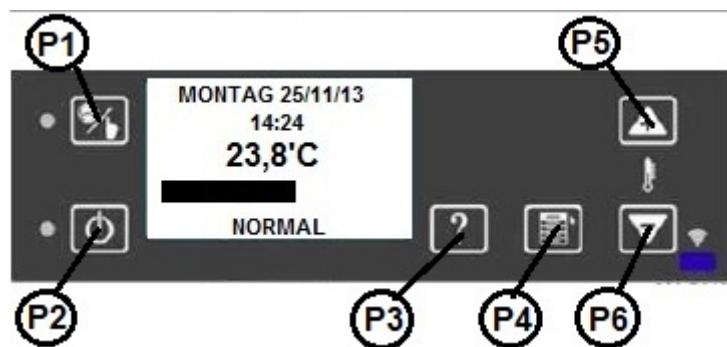 P1
P5
MONTAG 25/11/13
14:24
23,8'C
NORMAL
?
P2
P3
P4
P6